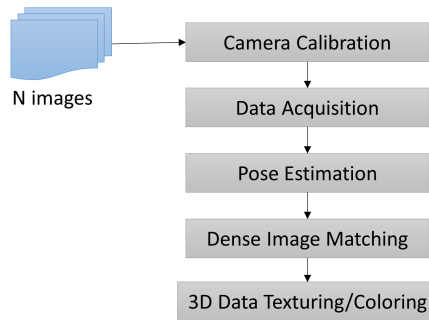 N images
Camera Calibration
Data Acquisition
Pose Estimation
Dense Image Matching
3D Data Texturing/Coloring